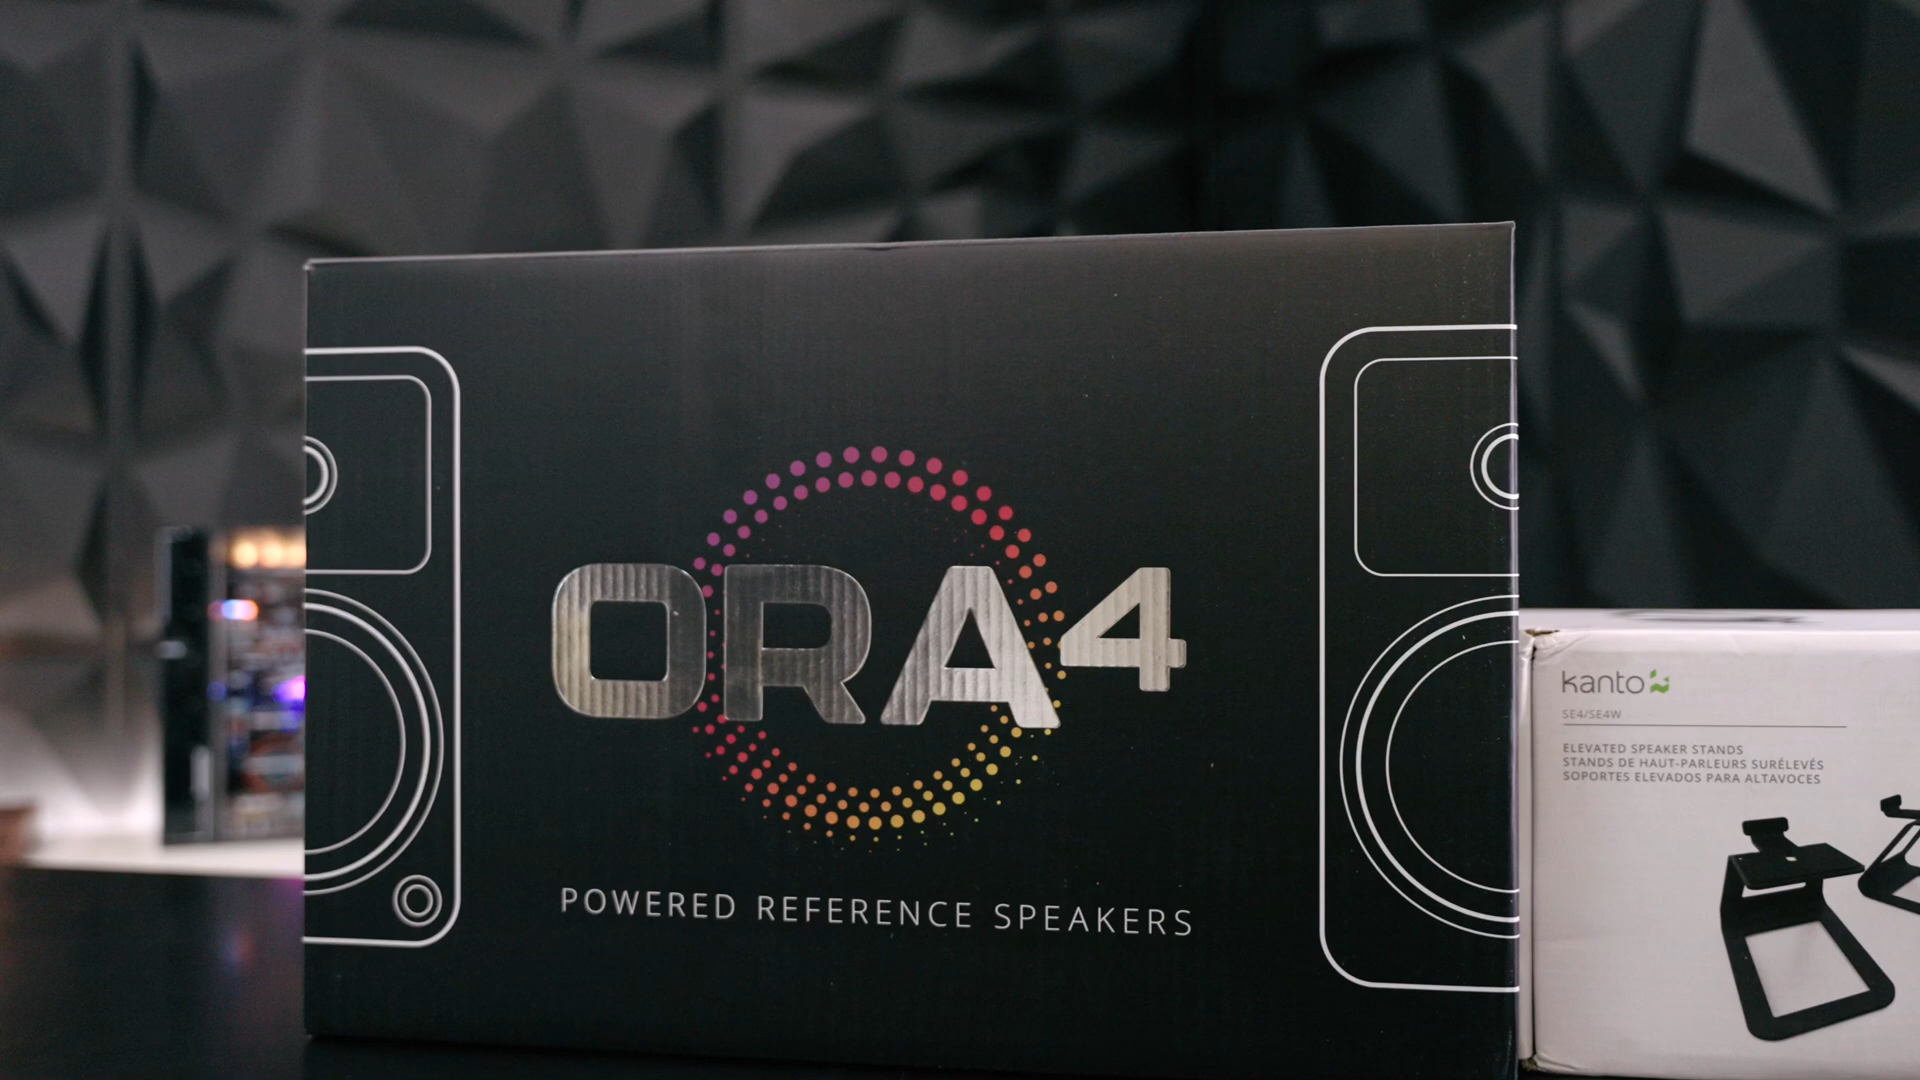 ORA4
POWERED REFERENCE SPEAKERS
kanto
SE4/SE4W
ELEVATED SPEAKER STANDS
STANDS DE HAUT-PARLEURS SURÉLEVÉS
SOPORTES ELEVADOS PARA ALTAVOCES